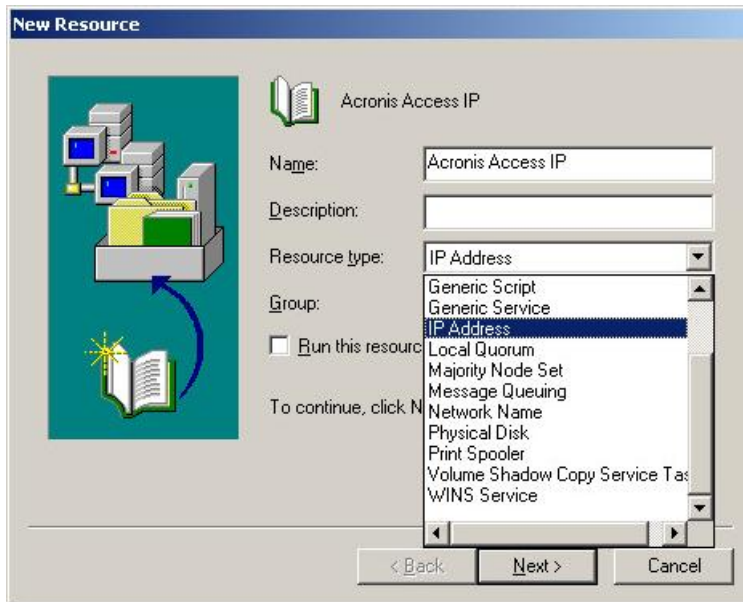 New Resource
Acronis Access IP
Name:
Acronis Access IP
Description:
Resource type:
IP Address
Generic Script
Generic Service
IP Address
Local Quorum
Majority Node Set
Message Queuing
Network Name
Physical Disk
Print Spooler
Volume Shadow Copy Service Tas
WINS Service
Group:
Run this resourc
To continue, click N
< Back
Next >
Cancel